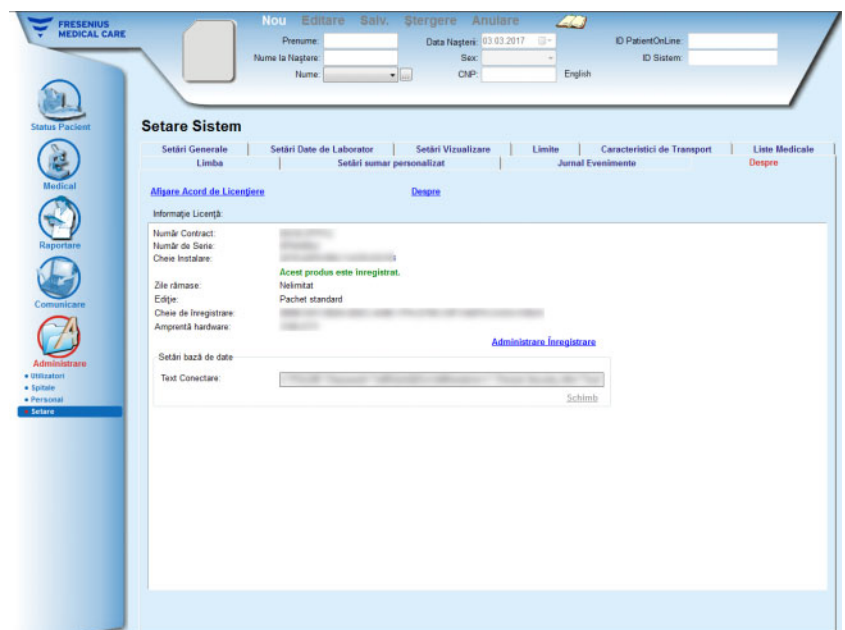 FRESENIUS
MEDICAL CARE
Nou Editare Salv. Ştergere Anulare
Prenume: Data Naşterii: 03.03.2017 ID PatientOnLine:
Nume la Naştere: Sex: ID Sistem:
Nume: ... CNP: English
Status Pacient
Medical
Raportare
Comunicare
Administrare
Utilizatori
Spitale
Personal
Setare
Setare Sistem
Setări Generale | Setări Date de Laborator | Setări Vizualizare | Limite | Caracteristici de Transport | Liste Medicale |
Limba | Setări sumar personalizat | Jurnal Evenimente Despre
Afişare Acord de Licenţiere Despre
Informaţie Licenţă:
Număr Contract:
Număr de Serie:
Cheie Instalare:
Acest produs este înregistrat.
Zile rămase: Nelimitat
Ediţie: Pachet standard
Cheie de înregistrare:
Amprentă hardware:
Administrare Înregistrare
Setări bază de date
Text Conectare:
Schimb